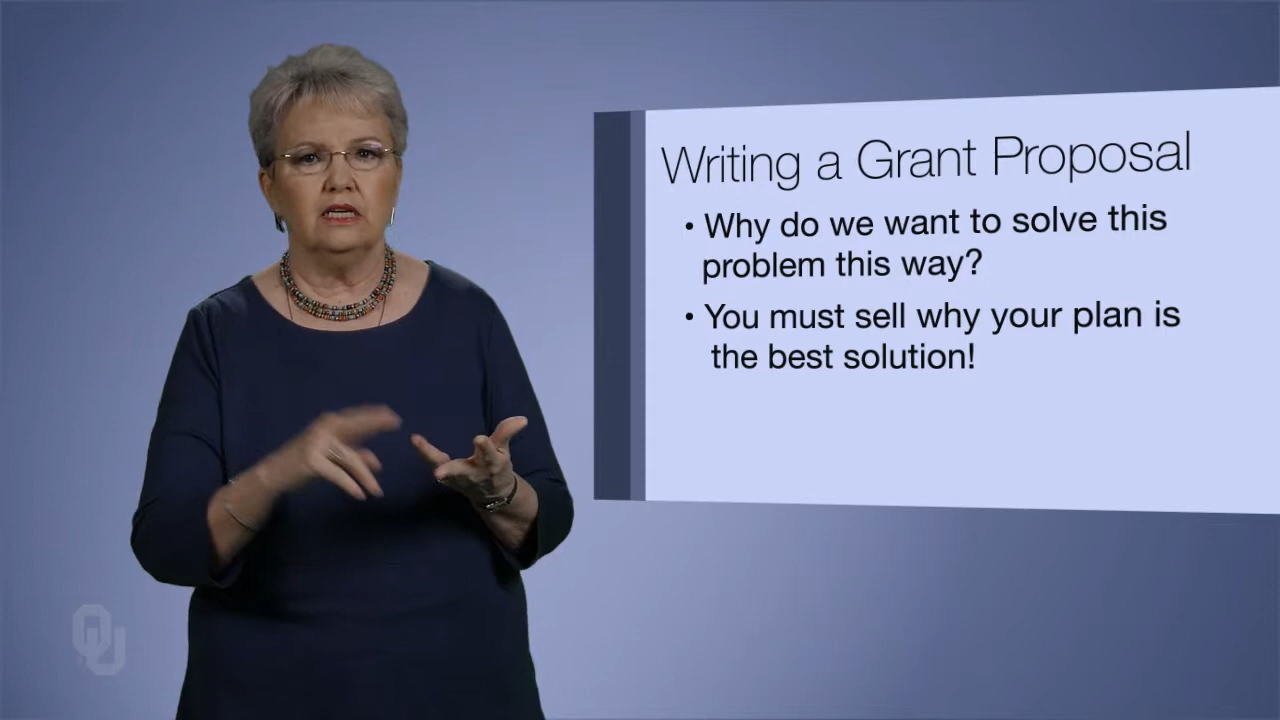 Writing a Grant Proposal
• Why do we want to solve this
problem this way?
• You must sell why your plan is
the best solution!
OU